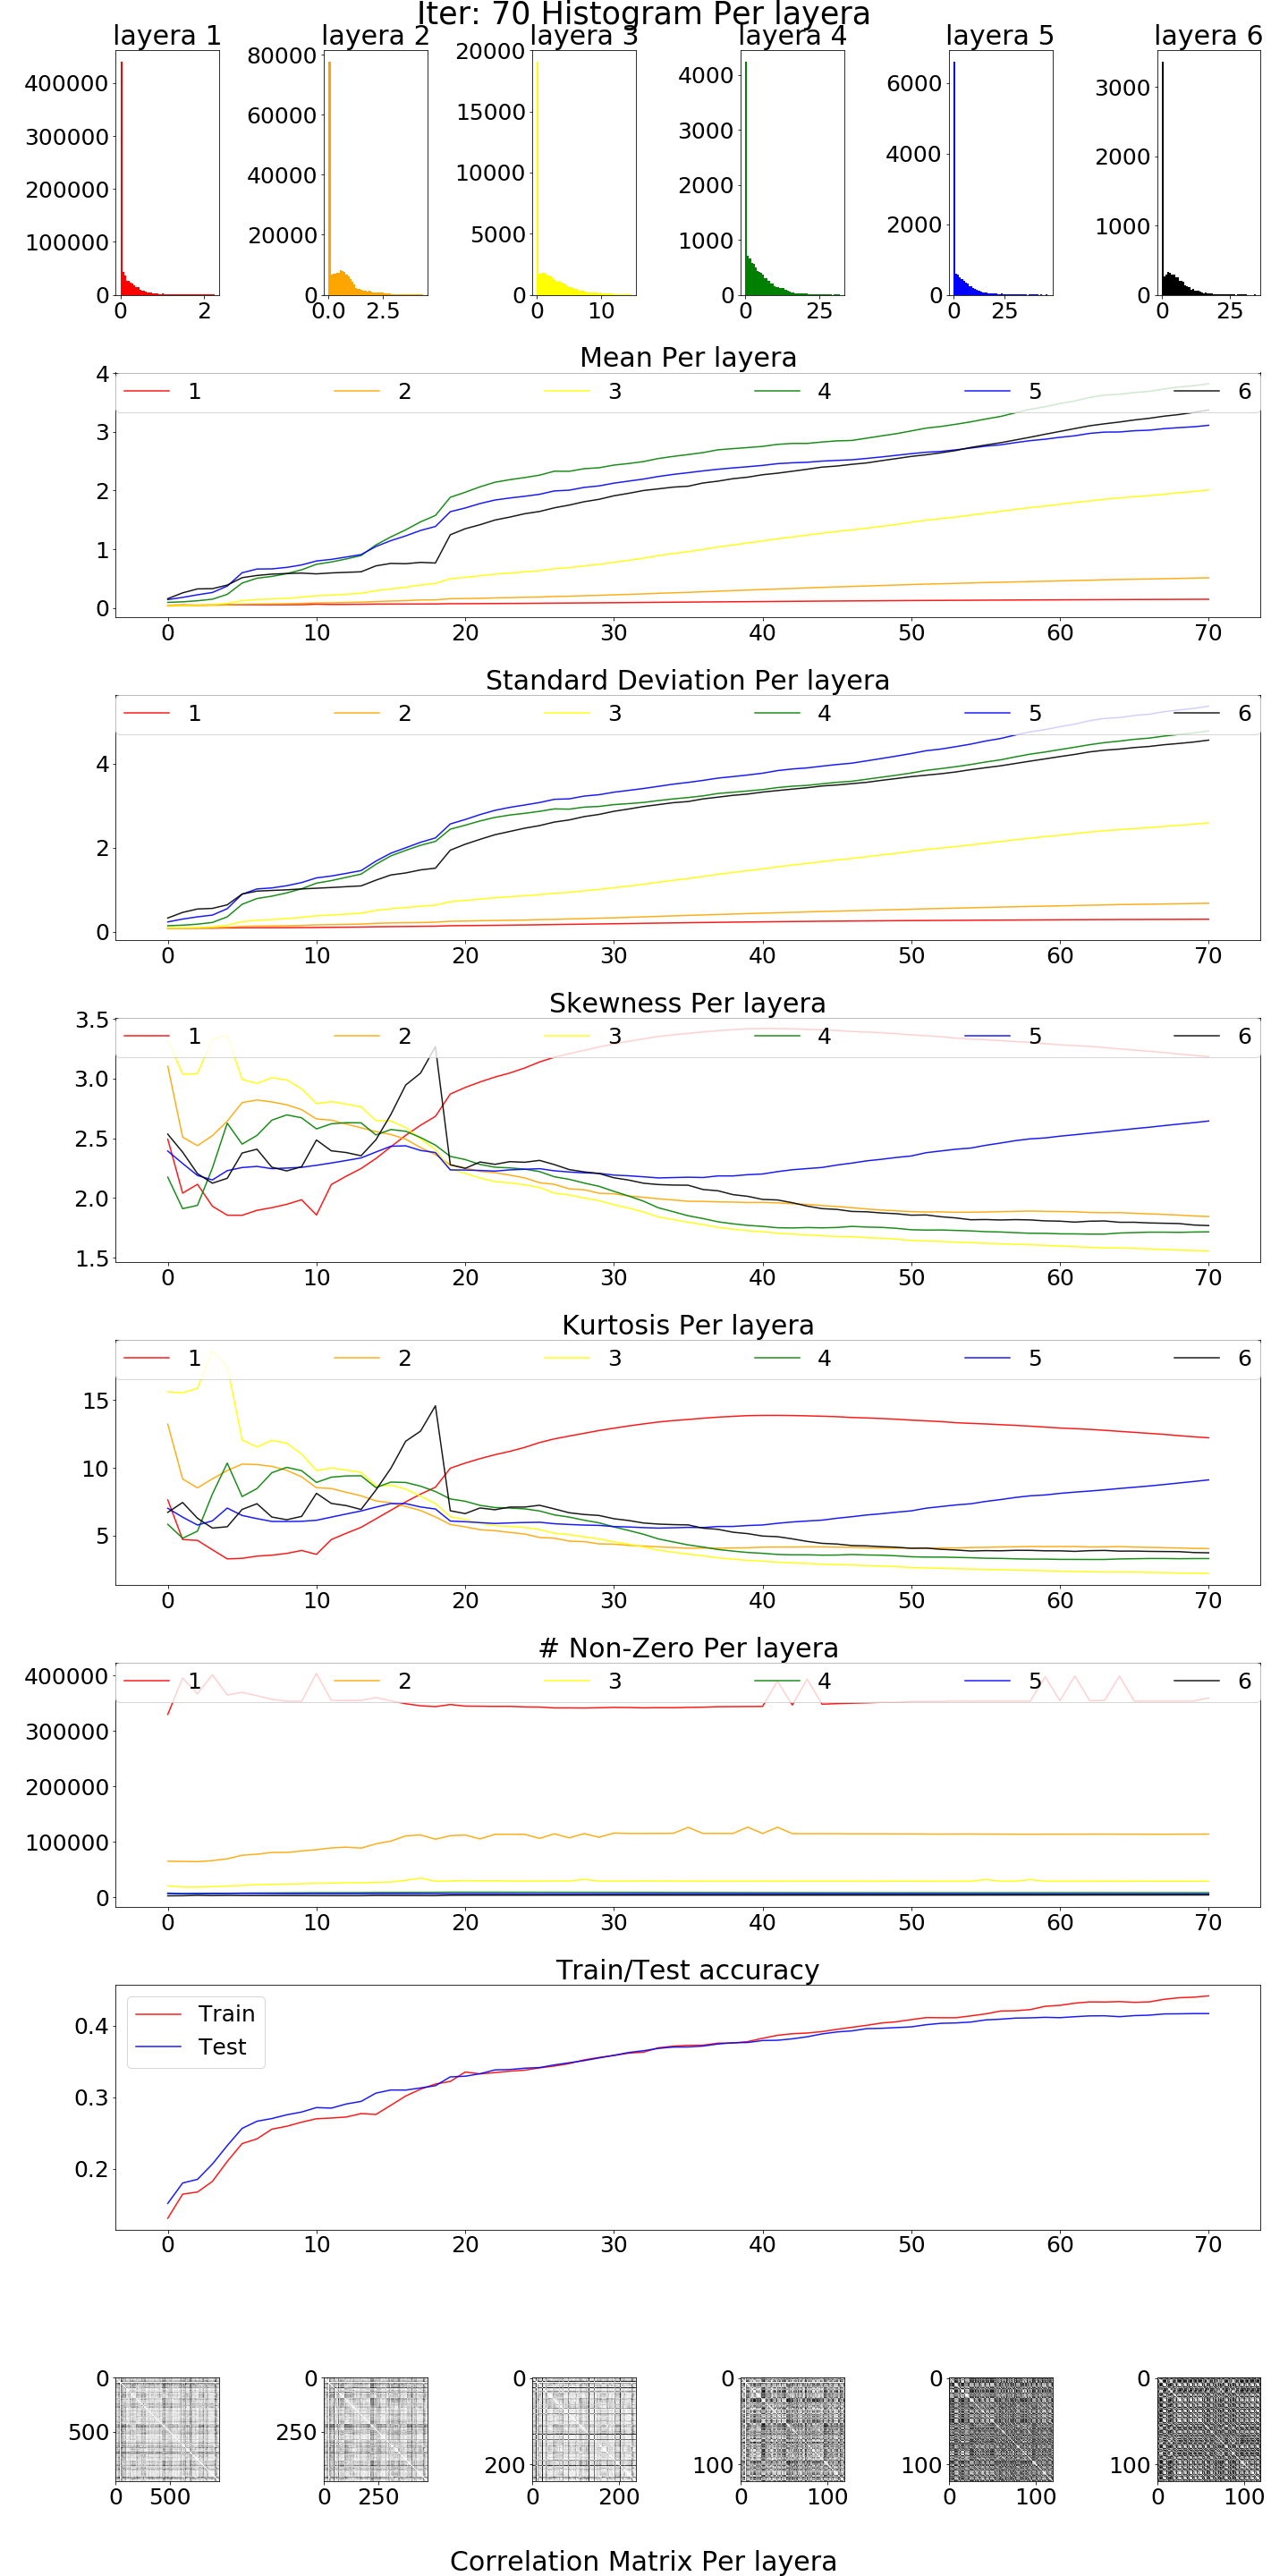 Iter: 70 Histogram Per layera
layera 1 layera 2 layera 3 layera 4 layera 5 layera 6
400000 300000 200000 100000 0
0 2
80000 60000 40000 20000 0
0.0 2.5
20000 15000 10000 5000 0
0 10
4000 3000 2000 1000 0
0 25
6000 4000 2000 0
0 25
3000 2000 1000 0
0 25
Mean Per layera
1 2 3 4 5 6
4
3
2
1
0
0 10 20 30 40 50 60 70
Standard Deviation Per layera
1 2 3 4 5 6
4
2
0
0 10 20 30 40 50 60 70
Skewness Per layera
1 2 3 4 5 6
3.5
3.0
2.5
2.0
1.5
0 10 20 30 40 50 60 70
Kurtosis Per layera
1 2 3 4 5 6
15
10
5
0 10 20 30 40 50 60 70
# Non-Zero Per layera
1 2 3 4 5 6
400000
300000
200000
100000
0
0 10 20 30 40 50 60 70
Train/Test accuracy
Train
Test
0.4
0.3
0.2
0 10 20 30 40 50 60 70
0 500
0 500
0 250
0 250
0 200
0 200
0 100
0 100
0 100
0 100
0 100
0 100
Correlation Matrix Per layera